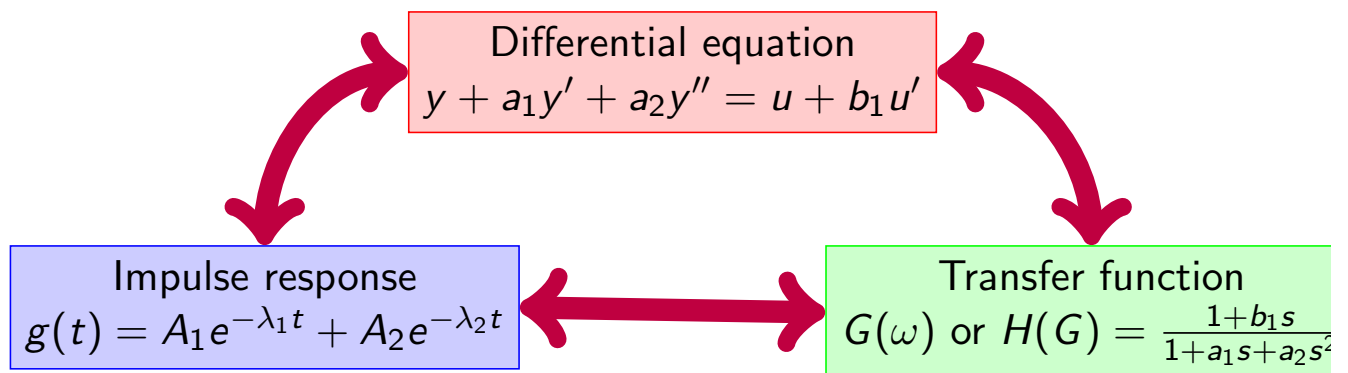 Differential equation
y + a₁y′ + a₂y″ = u + b₁u′
Impulse response
g(t) = A₁e^{−λ₁t} + A₂e^{−λ₂t}
Transfer function
G(ω) or H(G) = \frac{1+b₁s}{1+a₁s+a₂s²}